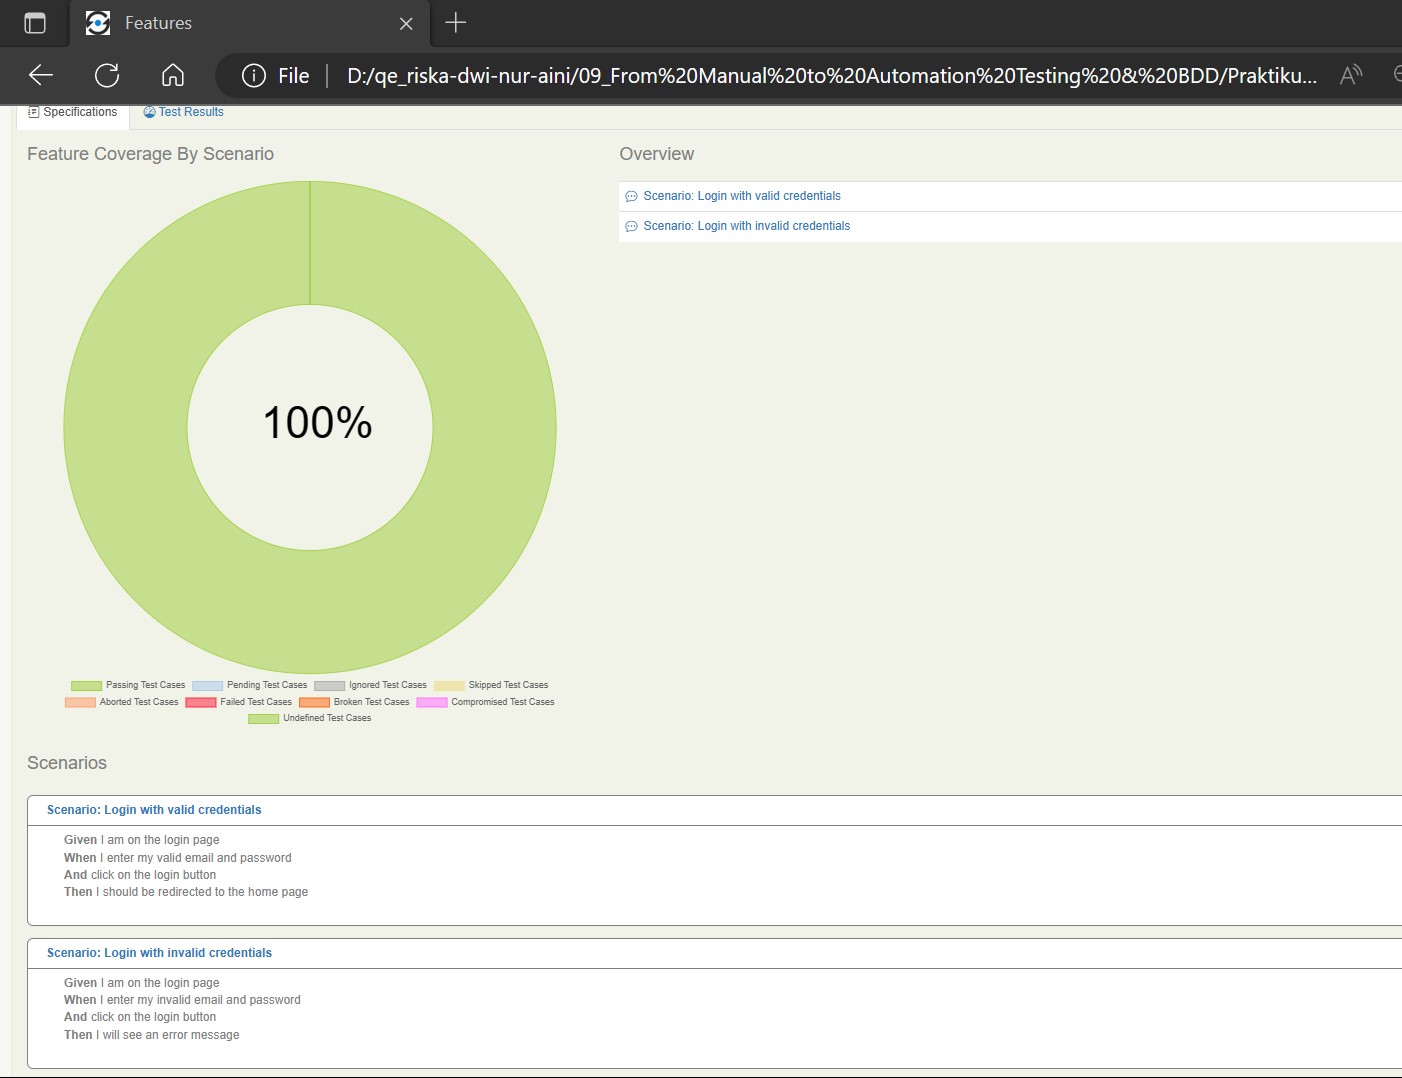 Features
File
D:/qe_riska-dwi-nur-aini/09_From%20Manual%20to%20Automation%20Testing%20&%20BDD/Praktiku...
Specifications
Test Results
Feature Coverage By Scenario
Overview
Scenario: Login with valid credentials
Scenario: Login with invalid credentials
100%
Passing Test Cases Pending Test Cases Ignored Test Cases Skipped Test Cases
Aborted Test Cases Failed Test Cases Broken Test Cases Compromised Test Cases
Undefined Test Cases
Scenarios
Scenario: Login with valid credentials
Given I am on the login page
When I enter my valid email and password
And click on the login button
Then I should be redirected to the home page
Scenario: Login with invalid credentials
Given I am on the login page
When I enter my invalid email and password
And click on the login button
Then I will see an error message